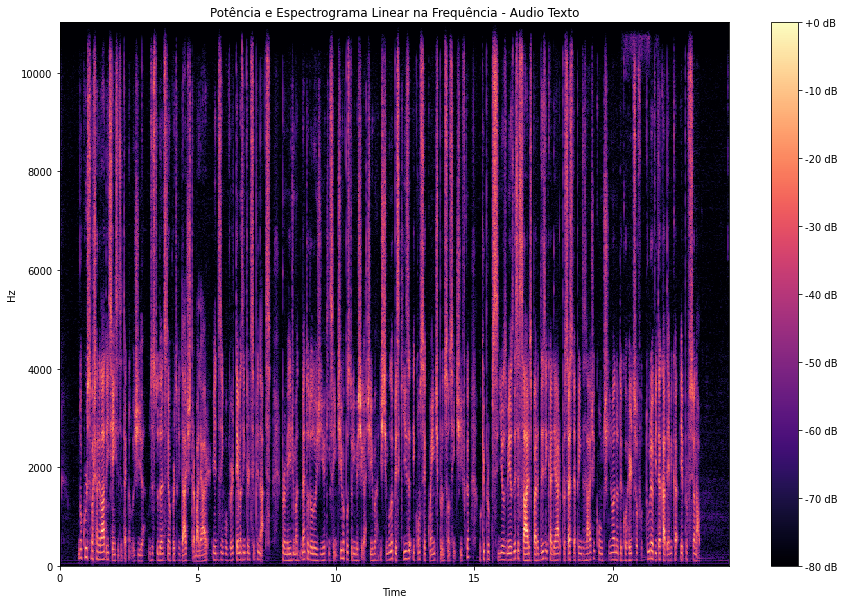 Potência e Espectrograma Linear na Frequência - Audio Texto
+0 dB
10000
-10 dB
8000
-20 dB
-30 dB
6000
Hz
-40 dB
4000
-50 dB
-60 dB
2000
-70 dB
0
-80 dB
0 5 10 15 20
Time